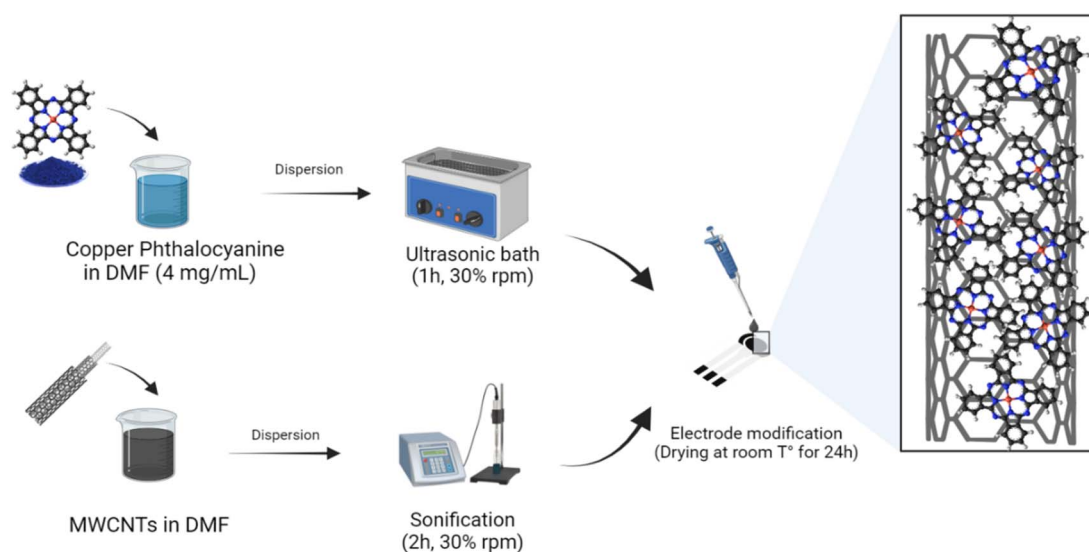 Dispersion
Copper Phthalocyanine
in DMF (4 mg/mL)
Ultrasonic bath
(1h, 30% rpm)
Dispersion
MWCNTs in DMF
Sonification
(2h, 30% rpm)
Electrode modification
(Drying at room T° for 24h)